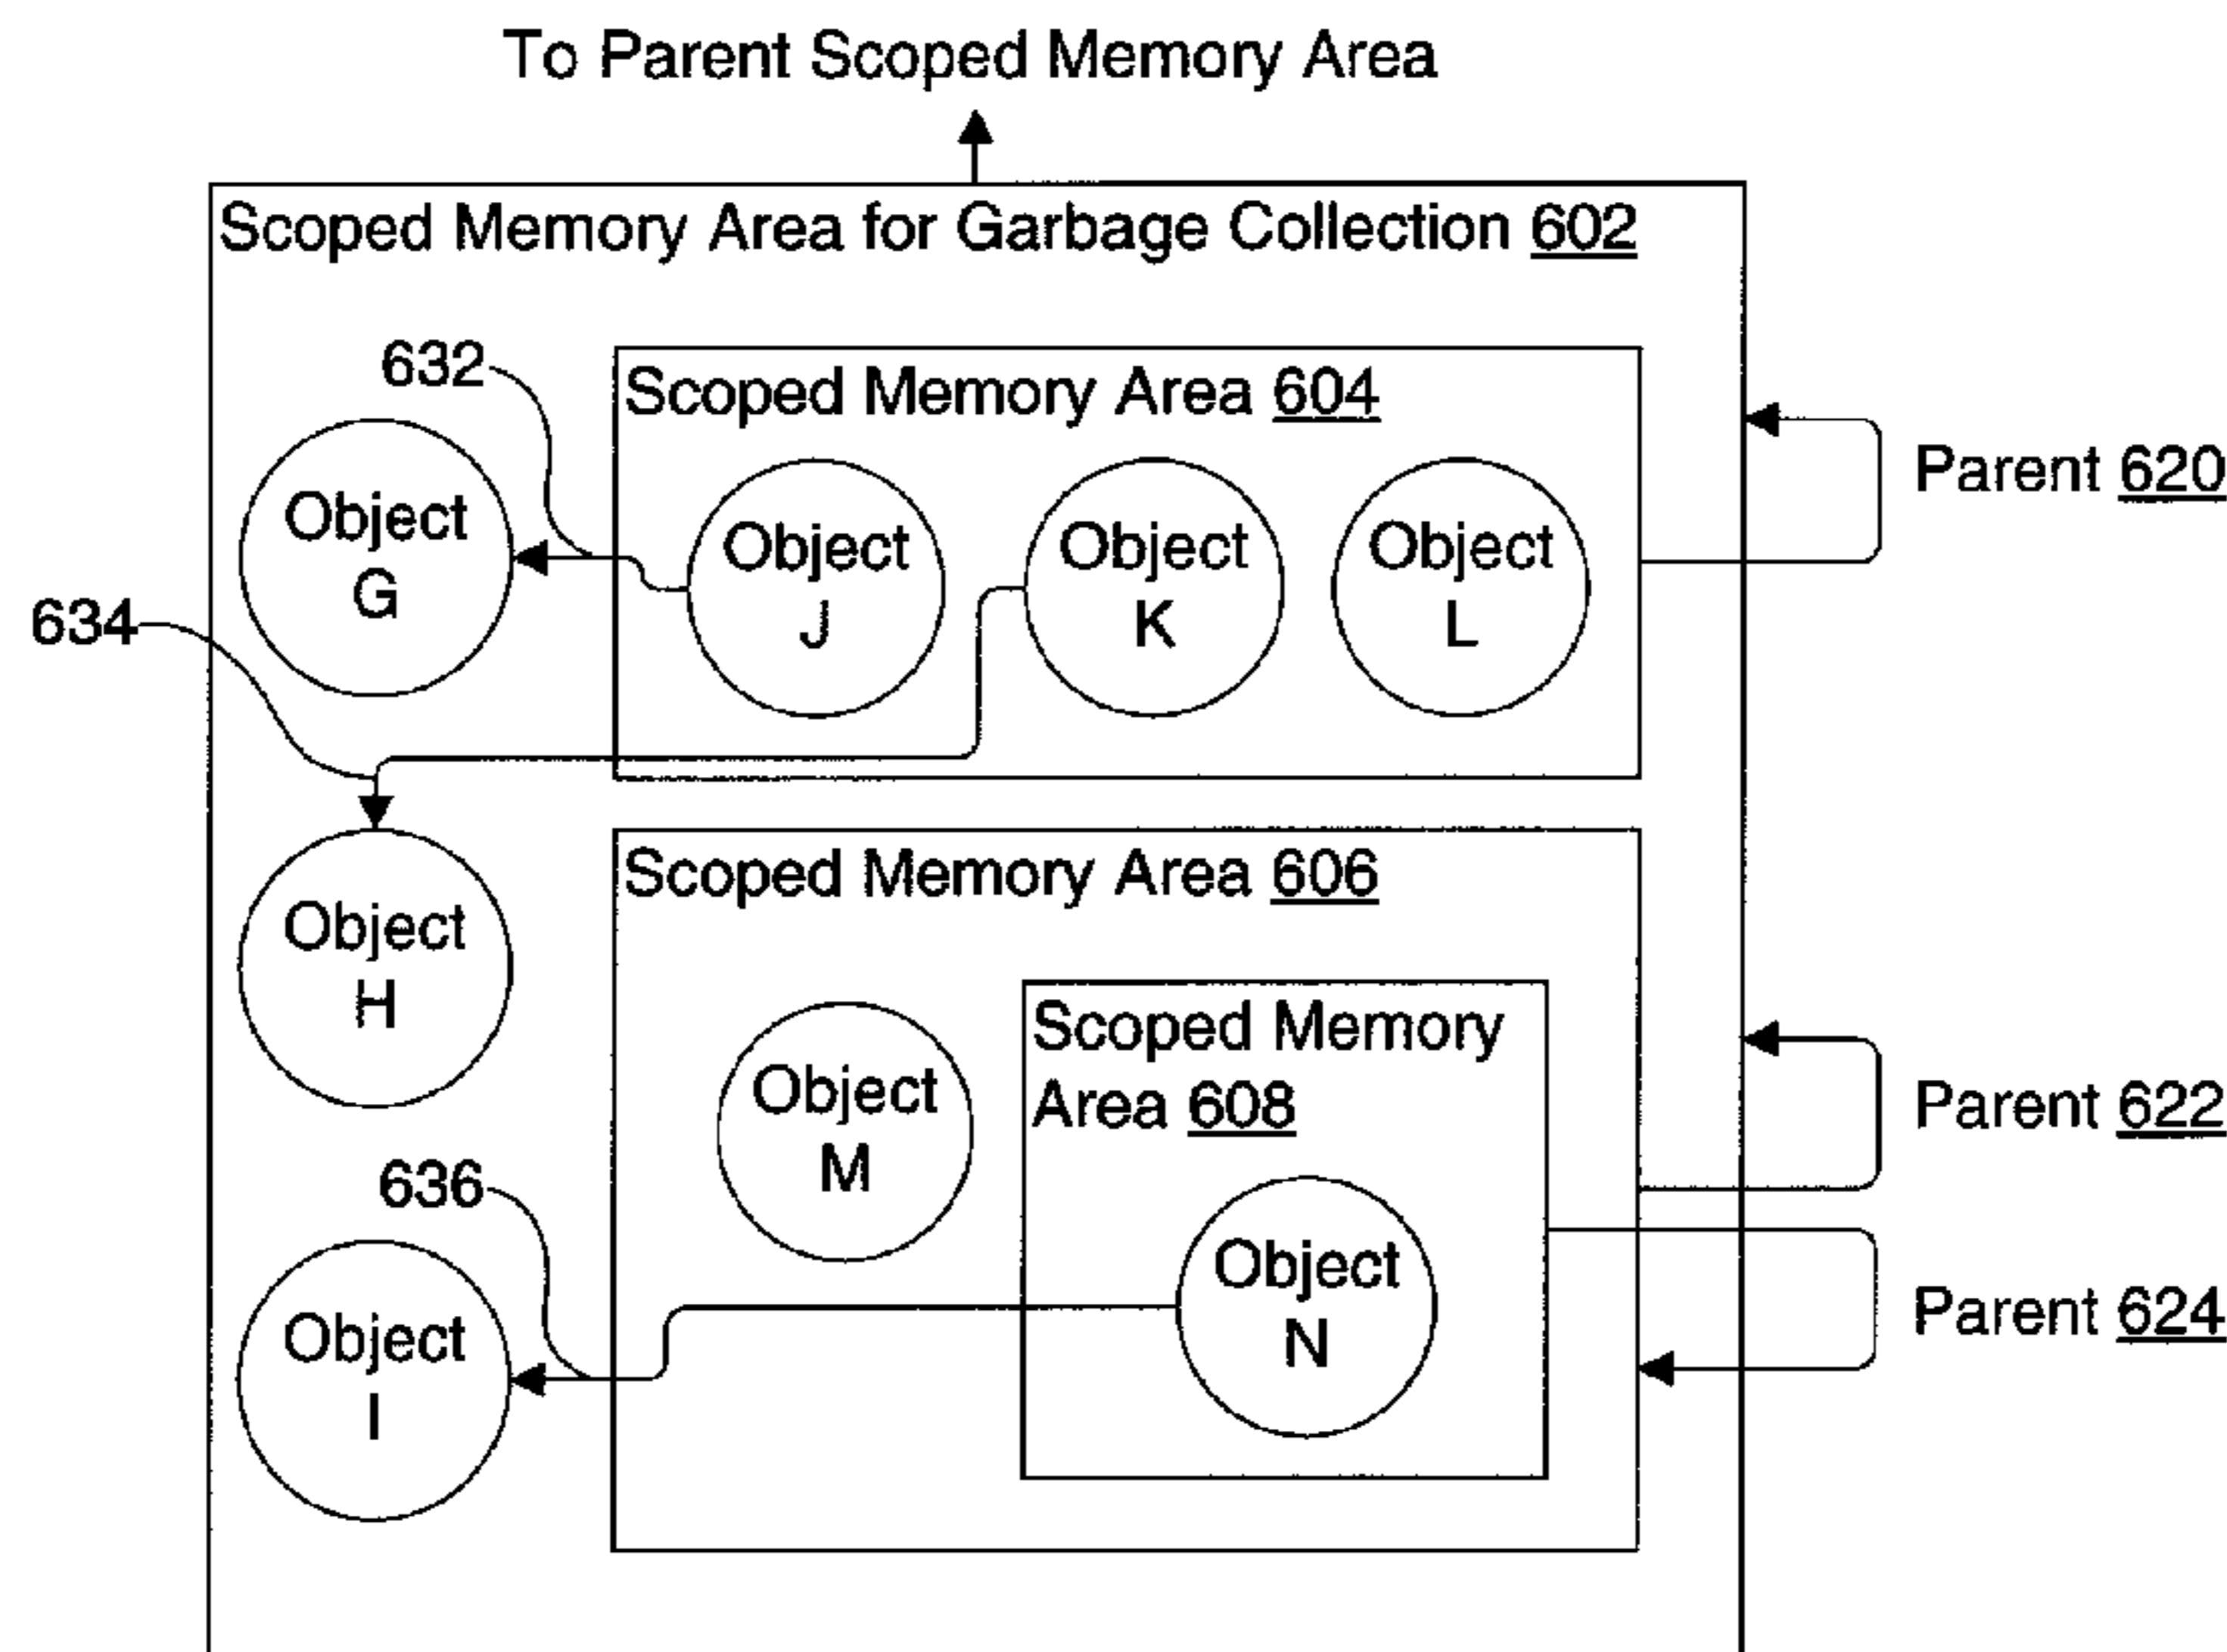 To Parent Scoped Memory Area
Scoped Memory Area for Garbage Collection 602
632
Scoped Memory Area 604
Parent 620
Object
G
Object
J
Object
K
Object
L
634
Scoped Memory Area 606
Object
H
Scoped Memory
Area 608
Object
M
Parent 622
636
Object
N
Object
I
Parent 624